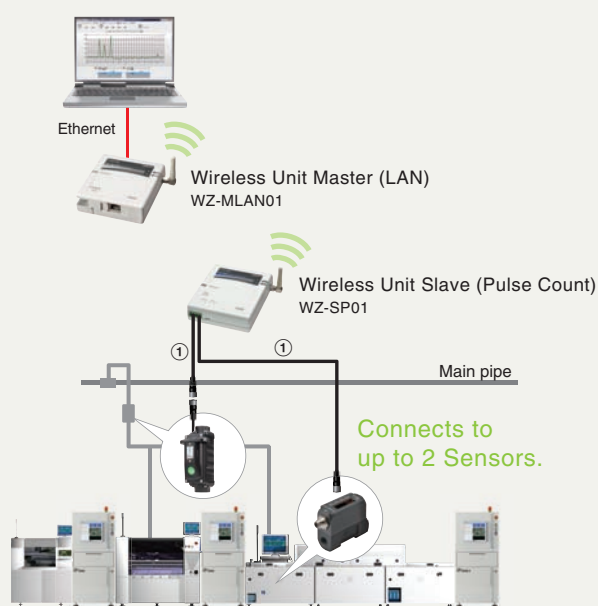 Ethernet
Wireless Unit Master (LAN)
WZ-MLAN01
Wireless Unit Slave (Pulse Count)
WZ-SP01
① ①
Main pipe
Connects to
up to 2 Sensors.